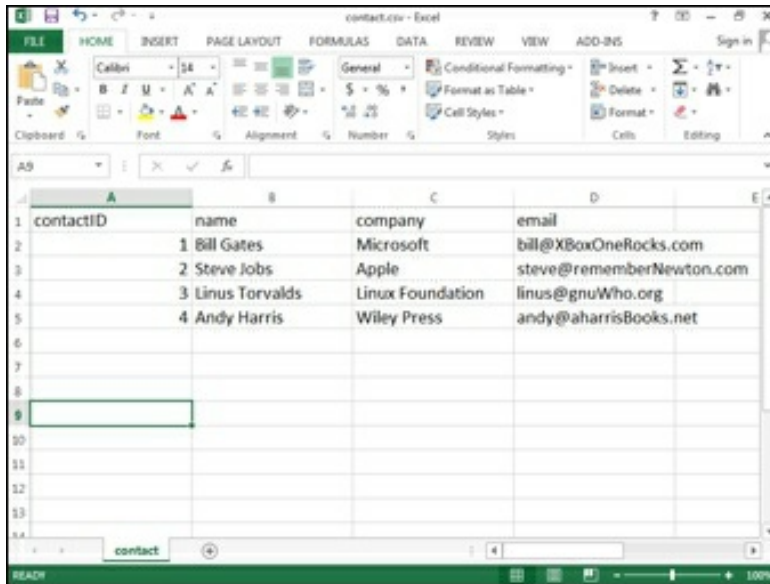 contact.csv - Excel
FILE HOME INSERT PAGE LAYOUT FORMULAS DATA REVIEW VIEW ADD-INS Sign in
Calibri 14 General Conditional Formatting Insert
Paste B I U A A $ % Format as Table Delete
Cell Styles Format
Clipboard Font Alignment Number Styles Cells Editing
A9 fx
A B C D E
1 contactID name company email
2 1 Bill Gates Microsoft bill@XBoxOneRocks.com
3 2 Steve Jobs Apple steve@rememberNewton.com
4 3 Linus Torvalds Linux Foundation linus@gnuWho.org
5 4 Andy Harris Wiley Press andy@aharrisBooks.net
6
7
8
9
10
11
12
13
14
contact
READY 100%